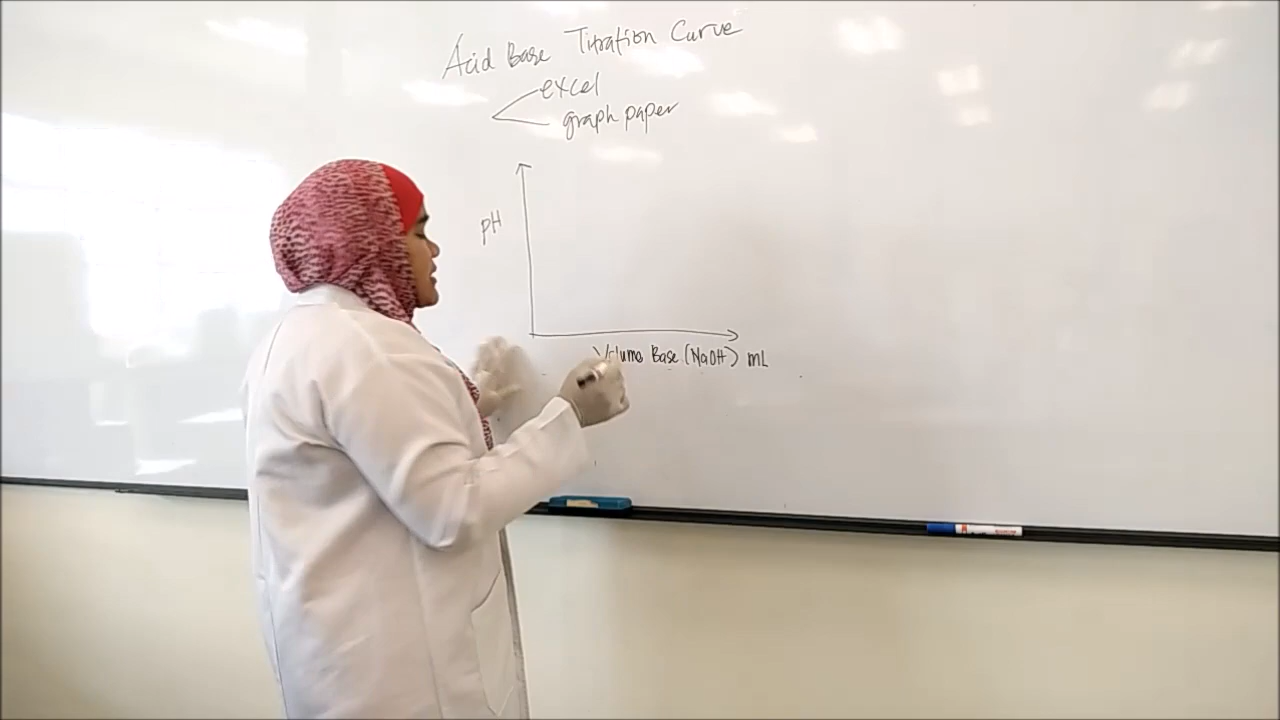 Acid Base Titration Curve
excel
graph paper
pH
Volume Base (NaOH) mL